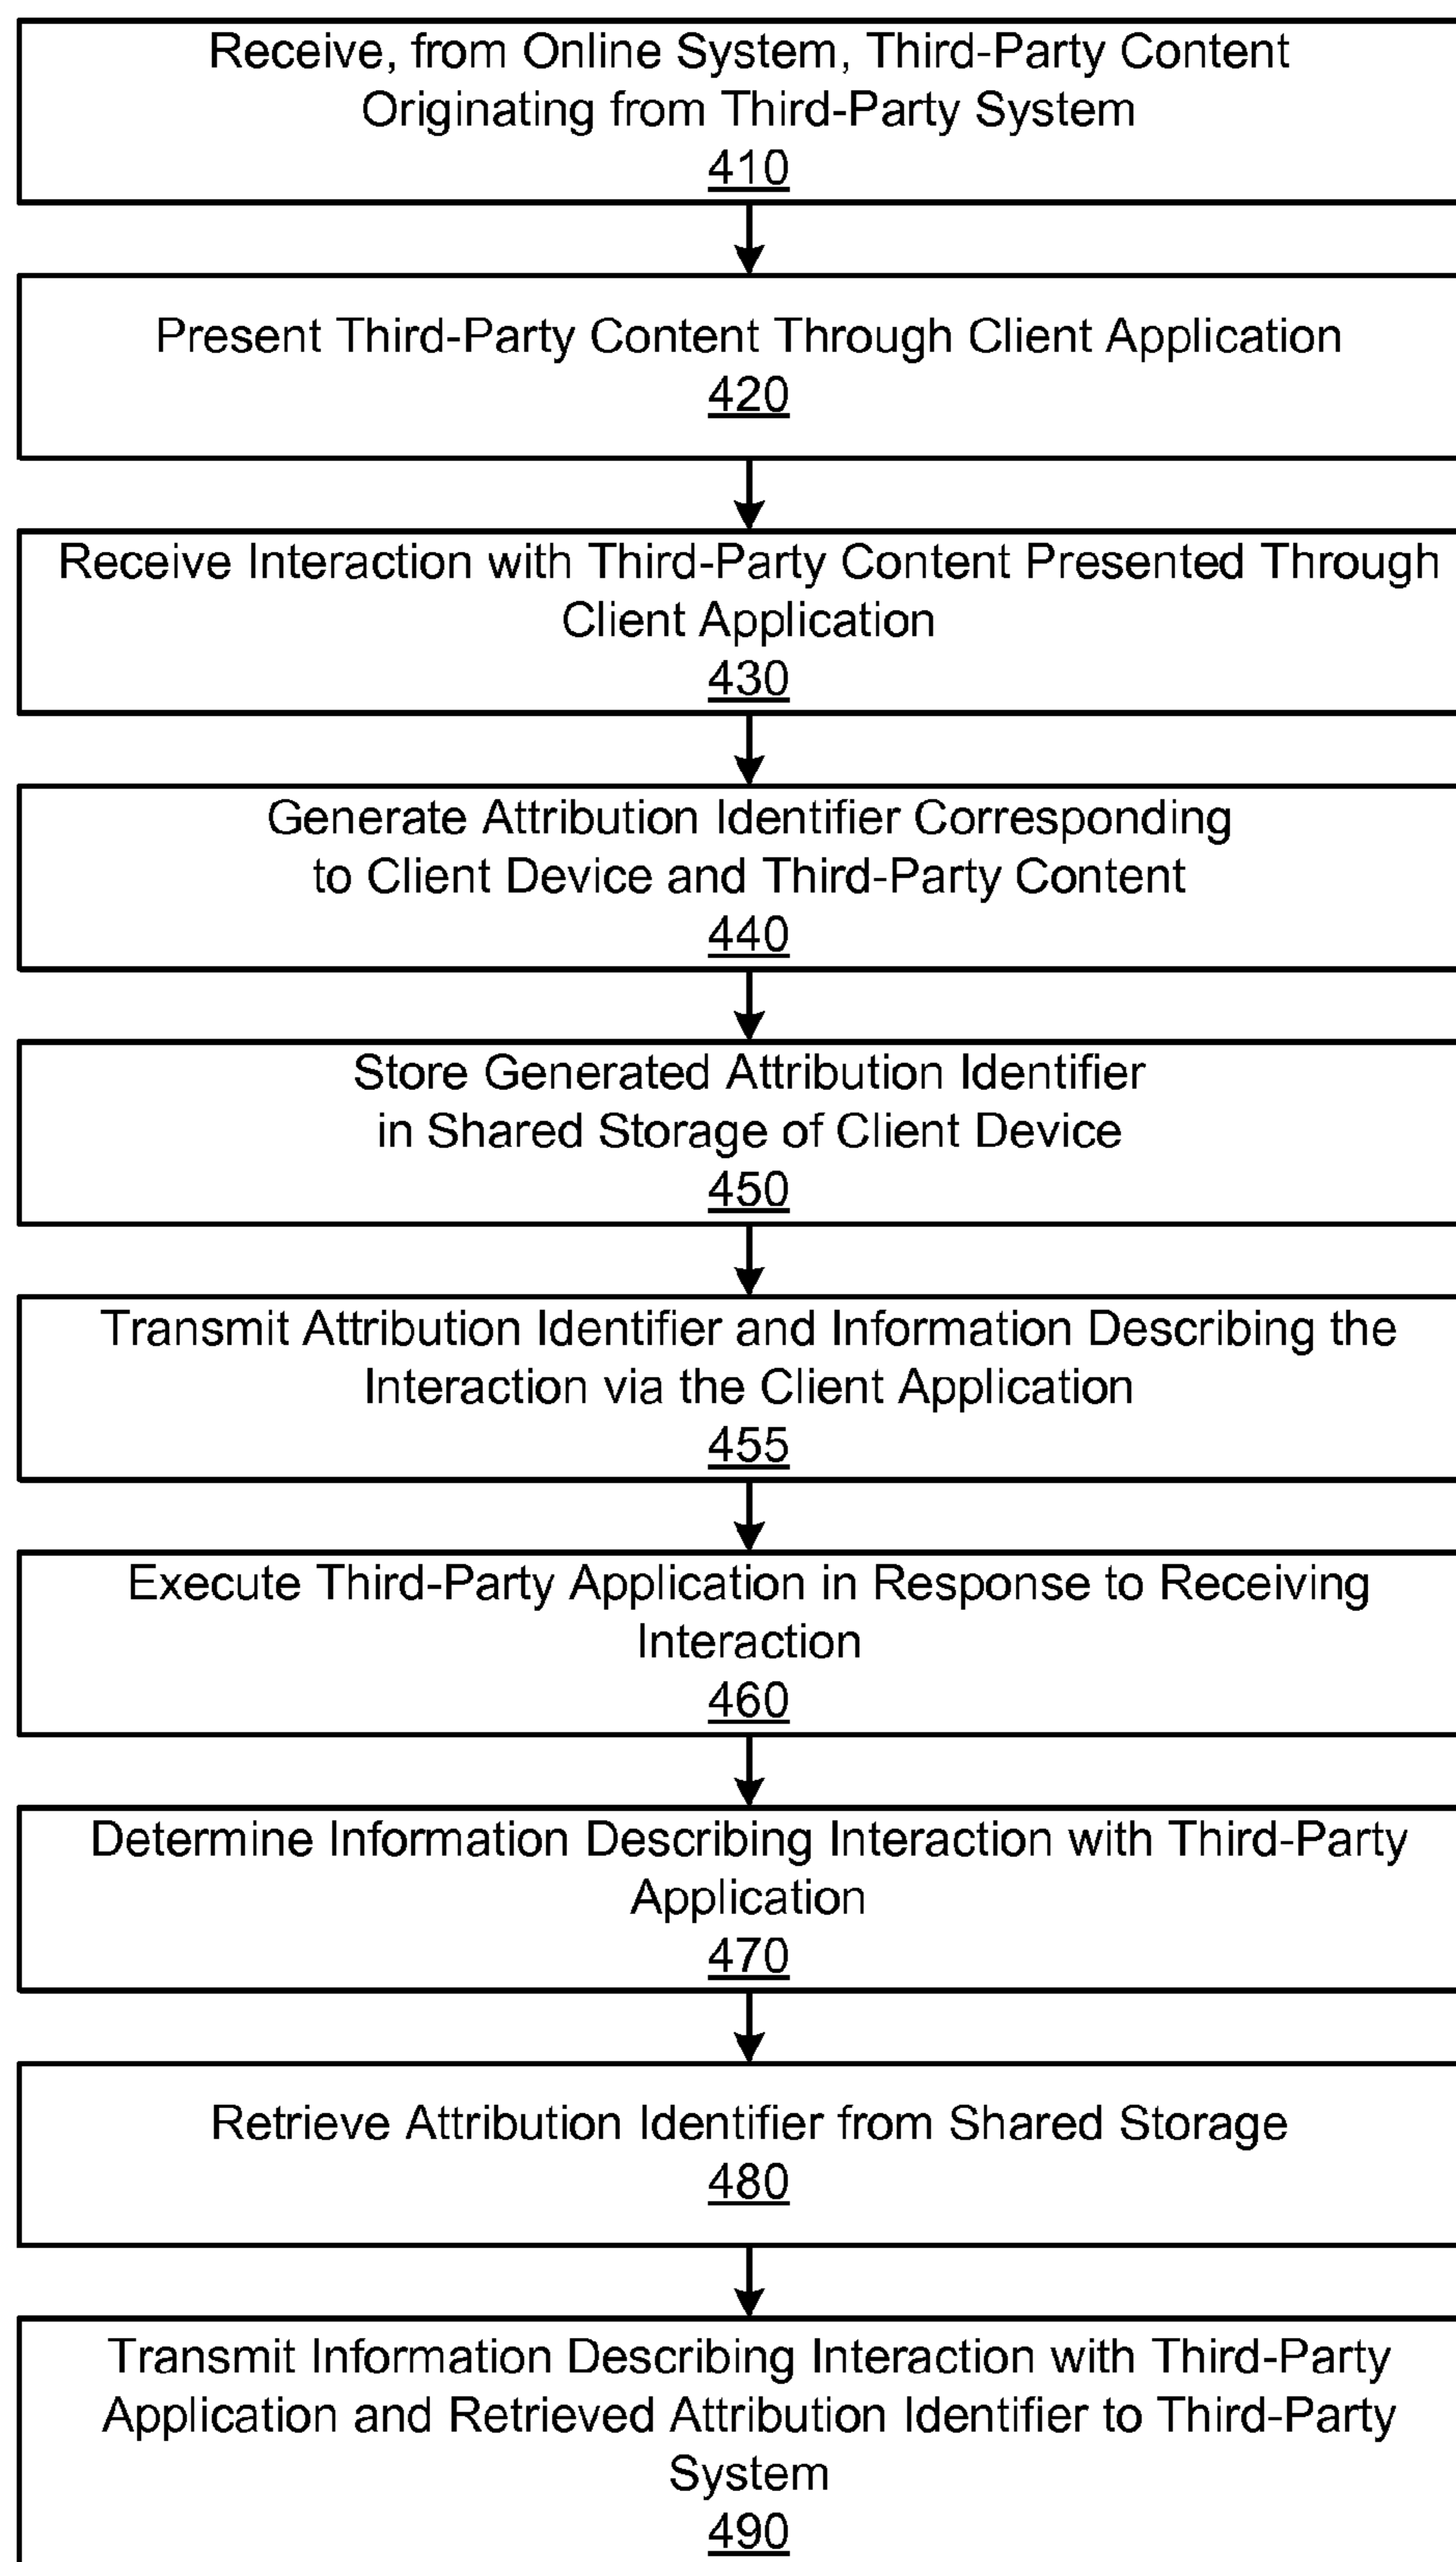 Receive, from Online System, Third-Party Content
Originating from Third-Party System
410
Present Third-Party Content Through Client Application
420
Receive Interaction with Third-Party Content Presented Through
Client Application
430
Generate Attribution Identifier Corresponding
to Client Device and Third-Party Content
440
Store Generated Attribution Identifier
in Shared Storage of Client Device
450
Transmit Attribution Identifier and Information Describing the
Interaction via the Client Application
455
Execute Third-Party Application in Response to Receiving
Interaction
460
Determine Information Describing Interaction with Third-Party
Application
470
Retrieve Attribution Identifier from Shared Storage
480
Transmit Information Describing Interaction with Third-Party
Application and Retrieved Attribution Identifier to Third-Party
System
490